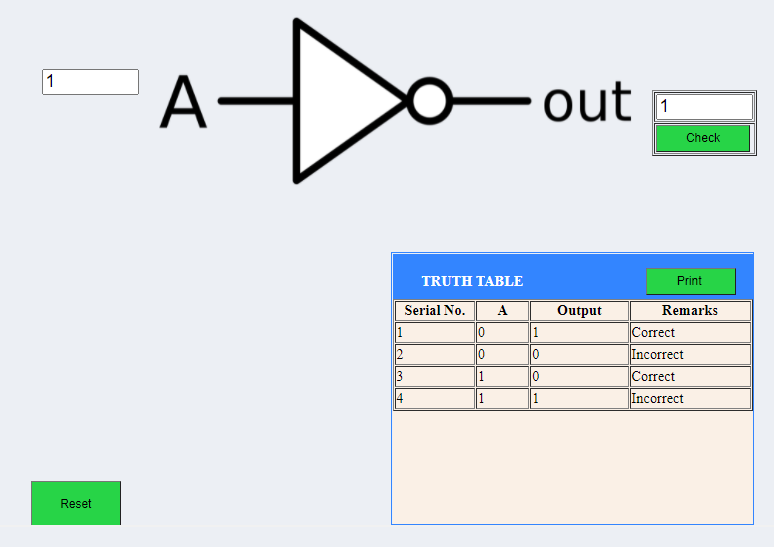 1
A
out
1
Check
TRUTH TABLE
Print
Serial No. A Output Remarks
1 0 1 Correct
2 0 0 Incorrect
3 1 0 Correct
4 1 1 Incorrect
Reset